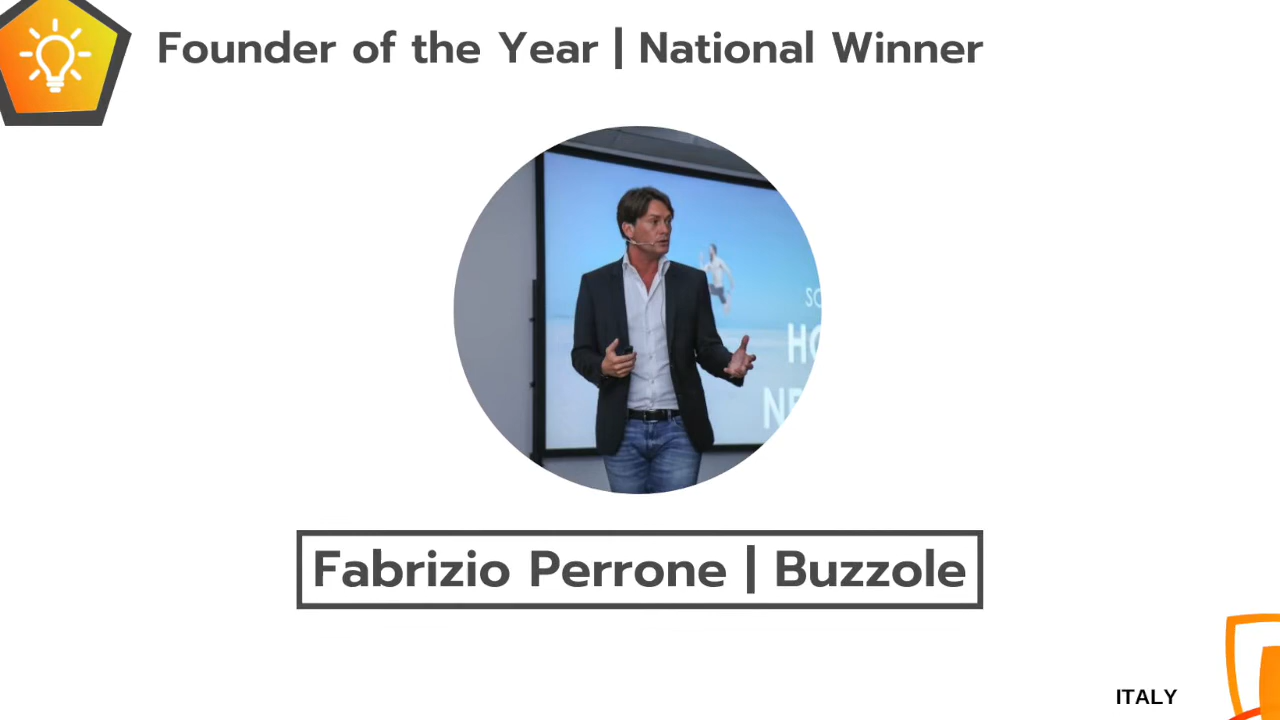 Founder of the Year | National Winner
Fabrizio Perrone | Buzzole
ITALY